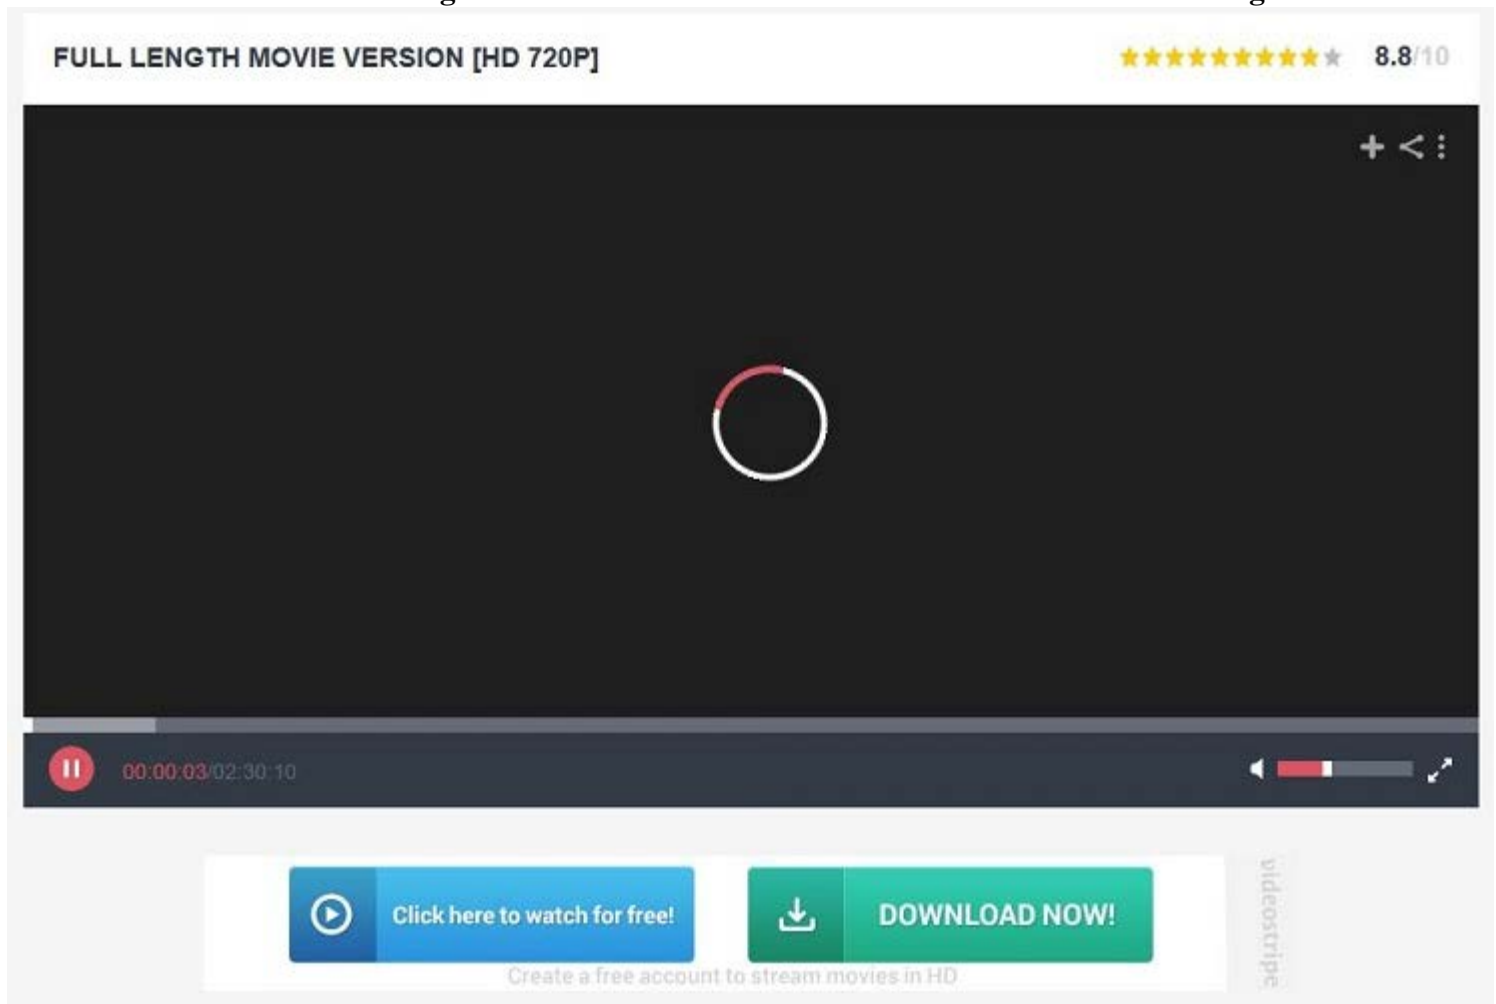 FULL LENGTH MOVIE VERSION [HD 720P]
8.8/10
00:00:03/02:30:10
Click here to watch for free!
DOWNLOAD NOW!
Create a free account to stream movies in HD
videostripe